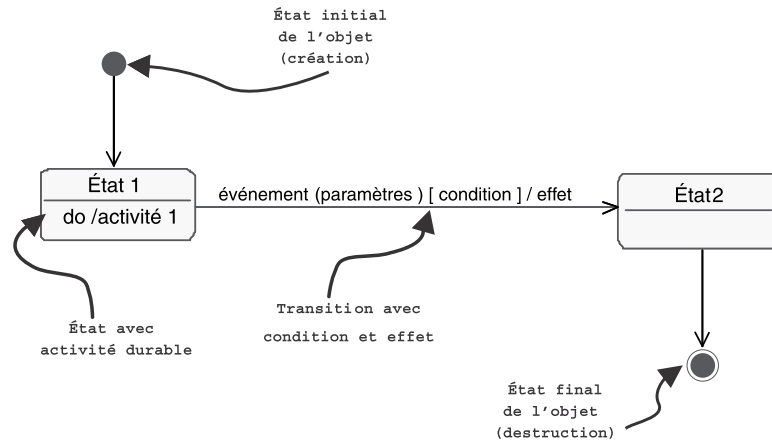 État initial
de l'objet
(création)
État 1
do /activité 1
événement (paramètres ) [ condition ] / effet
État2
Transition avec
condition et effet
État avec
activité durable
État final
de l'objet
(destruction)